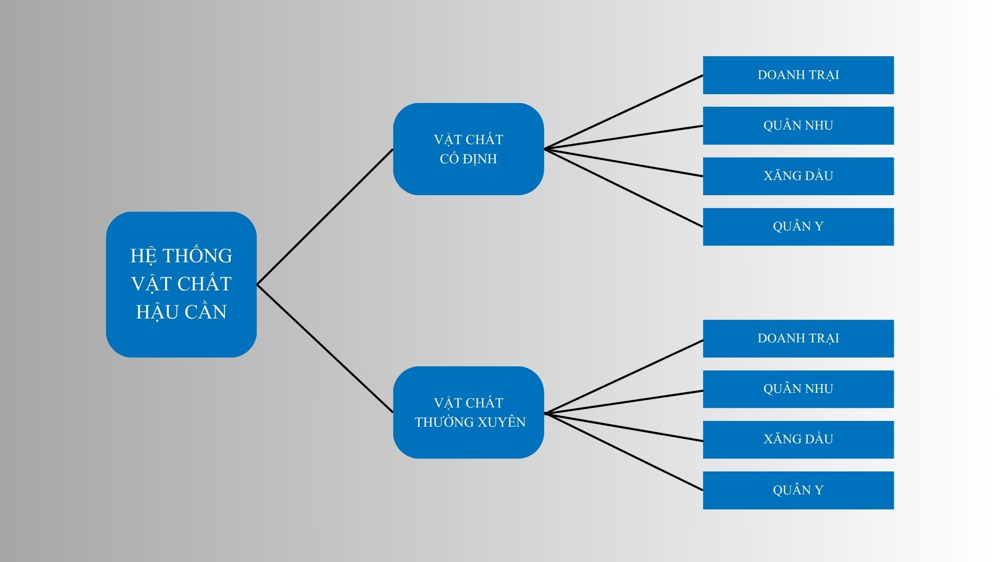 HỆ THỐNG
VẬT CHẤT
HẬU CẦN
VẬT CHẤT
CỐ ĐỊNH
DOANH TRẠI
QUÂN NHU
XĂNG DẦU
QUÂN Y
VẬT CHẤT
THƯỜNG XUYÊN
DOANH TRẠI
QUÂN NHU
XĂNG DẦU
QUÂN Y